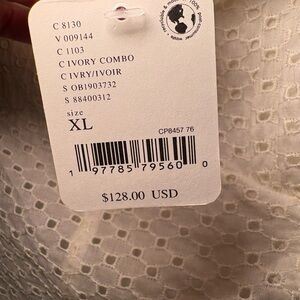 C 8130
V 009144
C 1103
C IVORY COMBO
C IVRY/IVOIR
S OB1903732
S 88400312
size
XL
CP8457 76
1 97785 79560 0
$128.00 USD
100%